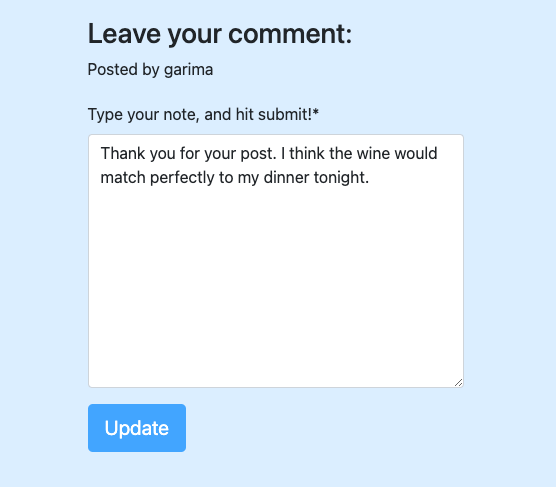 Leave your comment:
Posted by garima
Type your note, and hit submit!*
Thank you for your post. I think the wine would
match perfectly to my dinner tonight.
Update